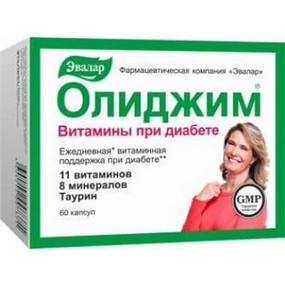 Эвалар
Фармацевтическая компания «Эвалар»
Олиджим®
Витамины при диабете
Ежедневная* витаминная
поддержка при диабете**
11 витаминов
8 минералов
Таурин
60 капсул
GMP